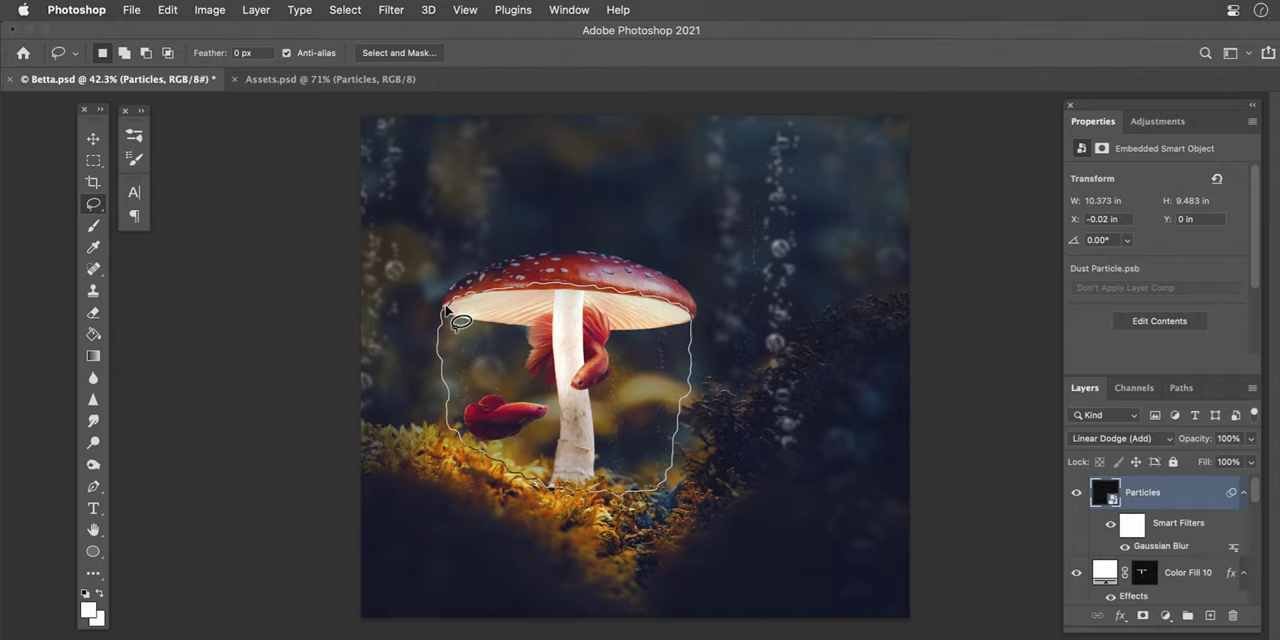 Photoshop File Edit Image Layer Type Select Filter 3D View Plugins Window Help
Adobe Photoshop 2021
Feather: 0 px Anti-alias Select and Mask...
© Betta.psd @ 42.3% (Particles, RGB/8#) * Assets.psd @ 71% (Particles, RGB/8)
Properties Adjustments
Embedded Smart Object
Transform
W: 10.373 in H: 9.483 in
X: -0.02 in Y: 0 in
0.00°
Dust Particle.psb
Don't Apply Layer Comp
Edit Contents
Layers Channels Paths
Kind
Linear Dodge (Add) Opacity: 100%
Lock: Fill: 100%
Particles
Smart Filters
Gaussian Blur
Color Fill 10 fx
Effects
fx